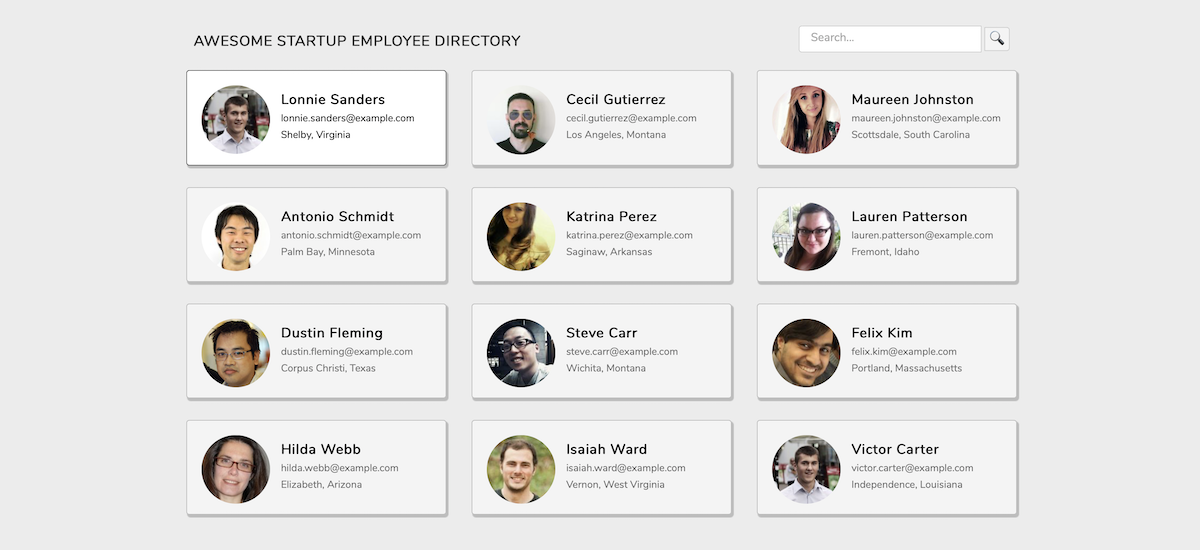 AWESOME STARTUP EMPLOYEE DIRECTORY
Search...
Lonnie Sanders
lonnie.sanders@example.com
Shelby, Virginia
Cecil Gutierrez
cecil.gutierrez@example.com
Los Angeles, Montana
Maureen Johnston
maureen.johnston@example.com
Scottsdale, South Carolina
Antonio Schmidt
antonio.schmidt@example.com
Palm Bay, Minnesota
Katrina Perez
katrina.perez@example.com
Saginaw, Arkansas
Lauren Patterson
lauren.patterson@example.com
Fremont, Idaho
Dustin Fleming
dustin.fleming@example.com
Corpus Christi, Texas
Steve Carr
steve.carr@example.com
Wichita, Montana
Felix Kim
felix.kim@example.com
Portland, Massachusetts
Hilda Webb
hilda.webb@example.com
Elizabeth, Arizona
Isaiah Ward
isaiah.ward@example.com
Vernon, West Virginia
Victor Carter
victor.carter@example.com
Independence, Louisiana